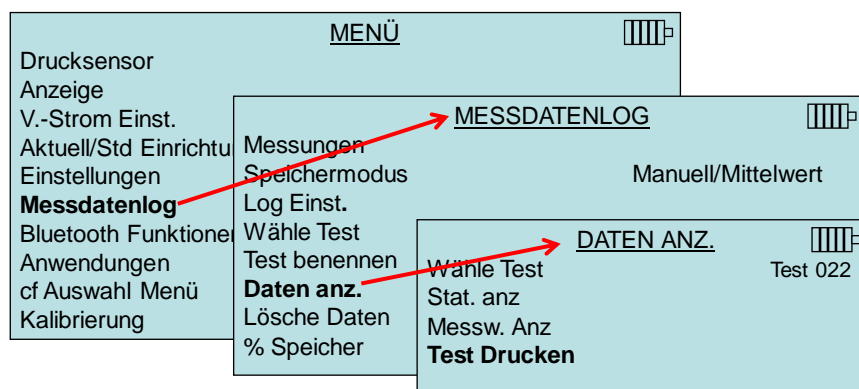 MENÜ
Drucksensor
Anzeige
V.-Strom Einst.
Aktuell/Std Einrichtu
Einstellungen
Messdatenlog
Bluetooth Funktione
Anwendungen
cf Auswahl Menü
Kalibrierung
MESSDATENLOG
Messungen
Speichermodus Manuell/Mittelwert
Log Einst.
Wähle Test
Test benennen
Daten anz.
Lösche Daten
% Speicher
DATEN ANZ.
Wähle Test Test 022
Stat. anz
Messw. Anz
Test Drucken